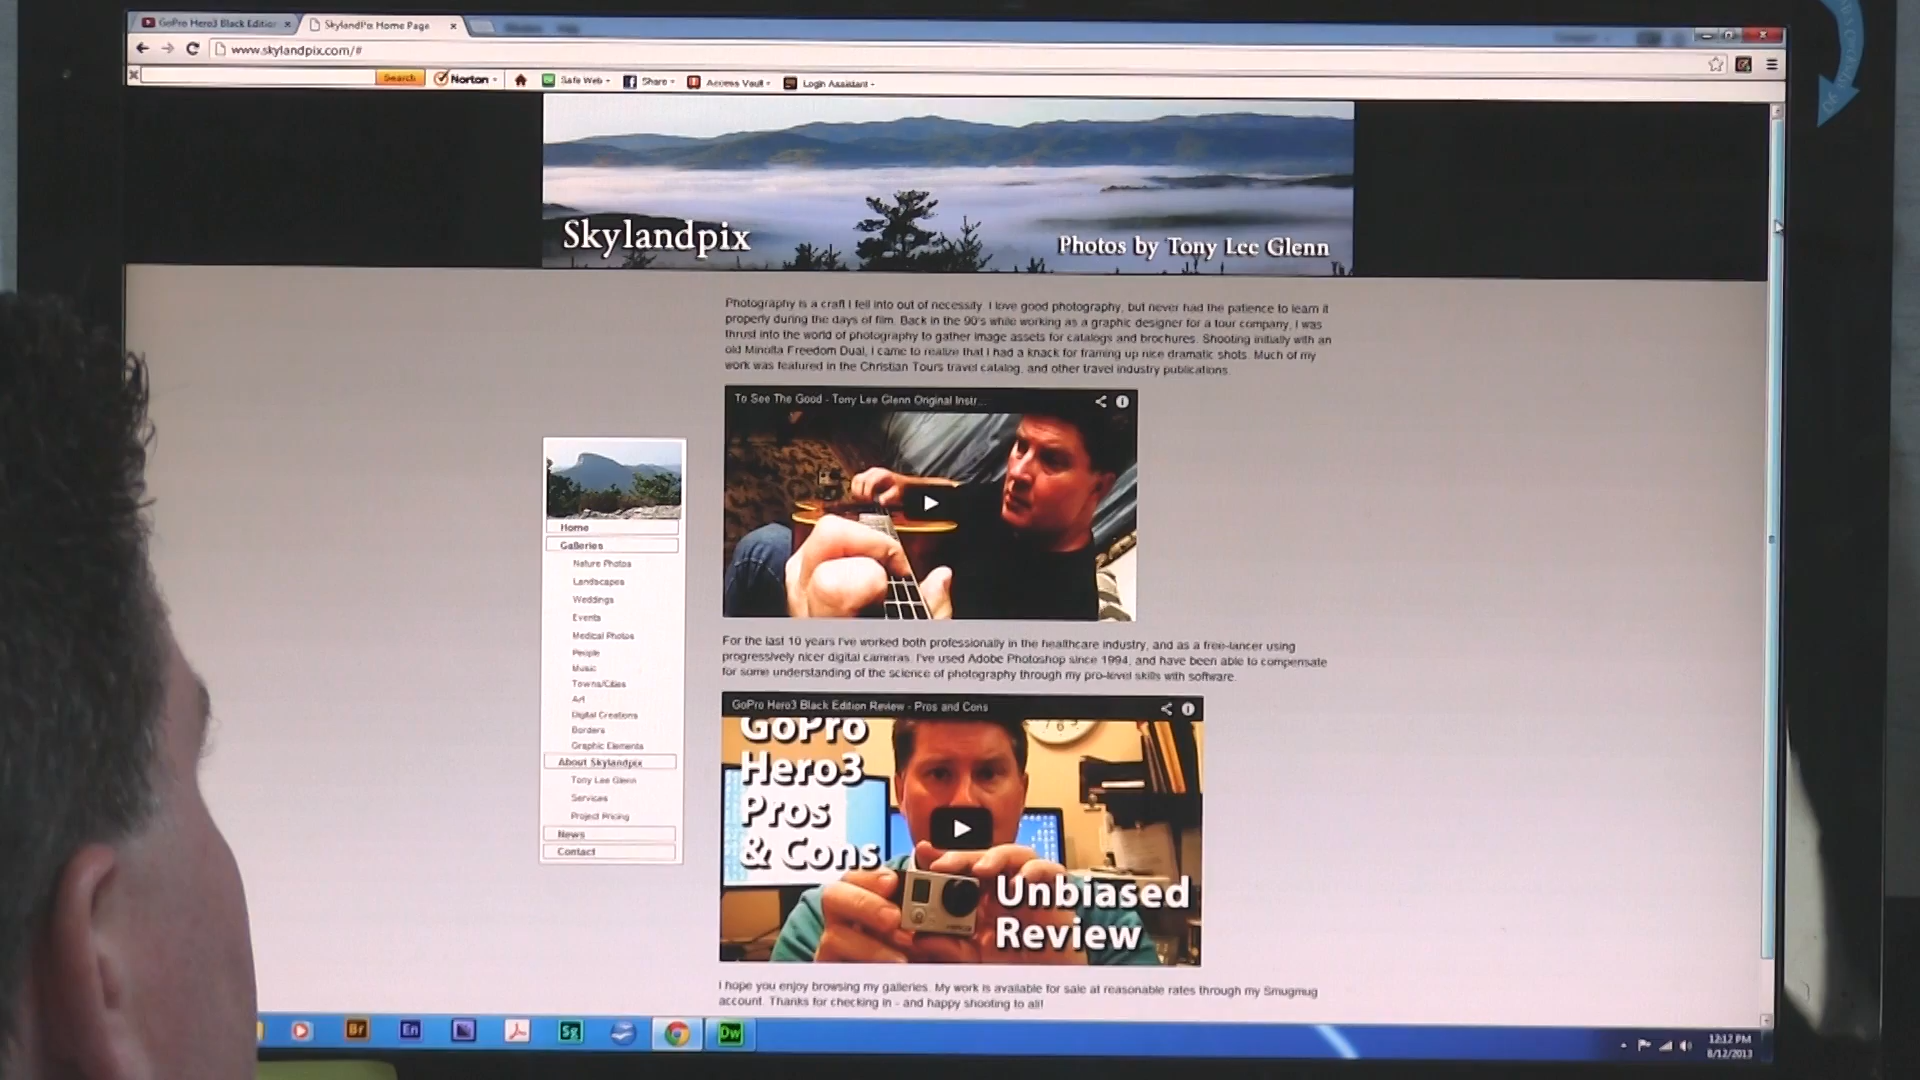 GoPro Hero3 Black Edition
SkylandPix Home Page
www.skylandpix.com/#
Search
Norton
Safe Web
Share
Access Vault
Login Assistant
Skylandpix
Photos by Tony Lee Glenn
Photography is a craft I fell into out of necessity. I love good photography, but never had the patience to learn it
properly during the days of film. Back in the 90's while working as a graphic designer for a tour company, I was
thrust into the world of photography to gather image assets for catalogs and brochures. Shooting initially with an
old Minolta Freedom Dual, I came to realize that I had a knack for framing up nice dramatic shots. Much of my
work was featured in the Christian Tours travel catalog, and other travel industry publications.
To See The Good - Tony Lee Glenn Original Instr...
Home
Galleries
Nature Photos
Landscapes
Weddings
Events
Medical Photos
People
Music
Towns/Cities
Art
Digital Creations
Borders
Graphic Elements
About Skylandpix
Tony Lee Glenn
Services
Project Pricing
News
Contact
For the last 10 years I've worked both professionally in the healthcare industry, and as a free-lancer using
progressively nicer digital cameras. I've used Adobe Photoshop since 1994, and have been able to compensate
for some understanding of the science of photography through my pro-level skills with software.
GoPro Hero3 Black Edition Review - Pros and Cons
GoPro
Hero3
Pros
& Cons
Unbiased
Review
I hope you enjoy browsing my galleries. My work is available for sale at reasonable rates through my Smugmug
account. Thanks for checking in - and happy shooting to all!
Br
En
Sg
Dw
12:12 PM
8/12/2013